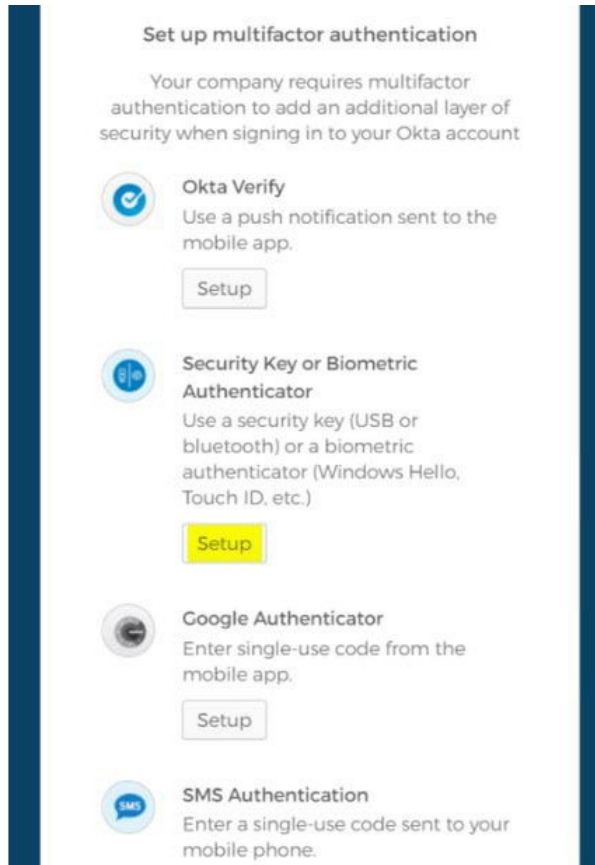 Set up multifactor authentication
Your company requires multifactor
authentication to add an additional layer of
security when signing in to your Okta account
Okta Verify
Use a push notification sent to the
mobile app.
Setup
Security Key or Biometric
Authenticator
Use a security key (USB or
bluetooth) or a biometric
authenticator (Windows Hello,
Touch ID, etc.)
Setup
Google Authenticator
Enter single-use code from the
mobile app.
Setup
SMS
SMS Authentication
Enter a single-use code sent to your
mobile phone.